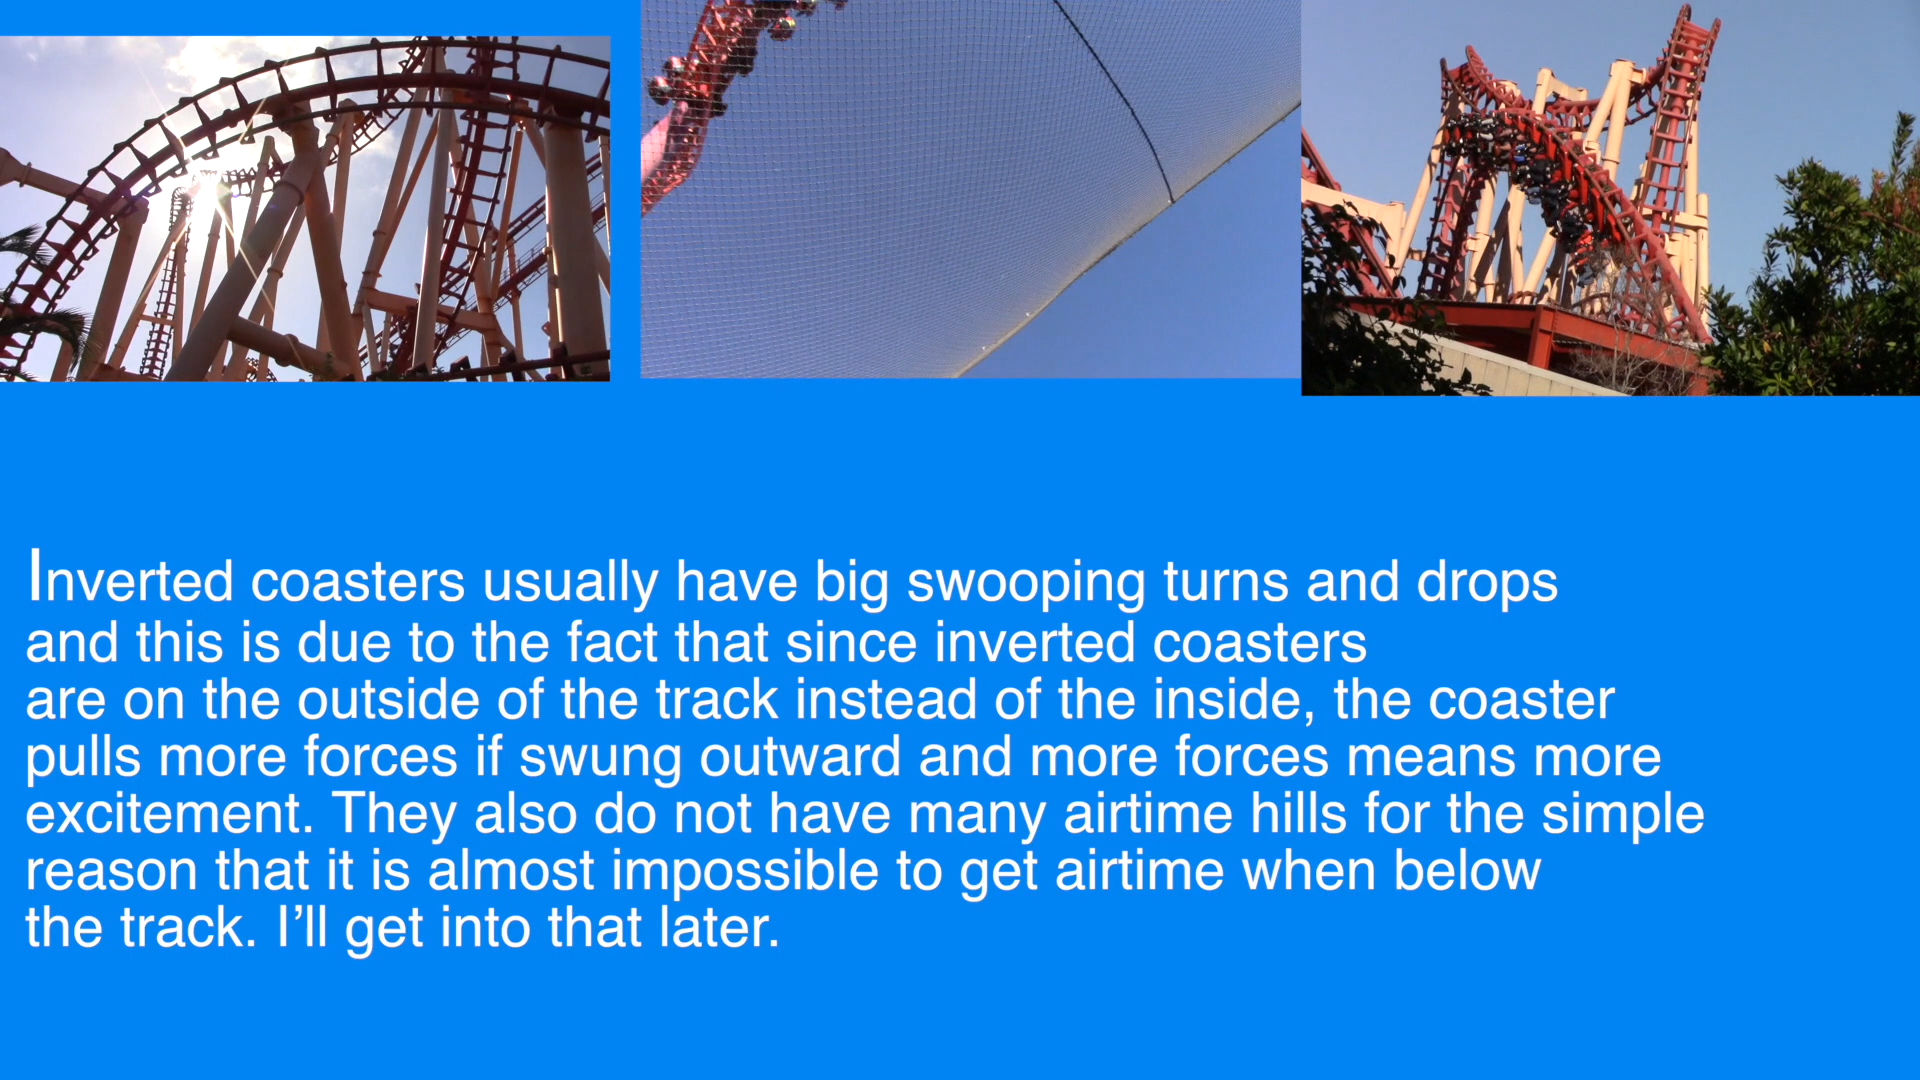 Inverted coasters usually have big swooping turns and drops
and this is due to the fact that since inverted coasters
are on the outside of the track instead of the inside, the coaster
pulls more forces if swung outward and more forces means more
excitement. They also do not have many airtime hills for the simple
reason that it is almost impossible to get airtime when below
the track. I’ll get into that later.